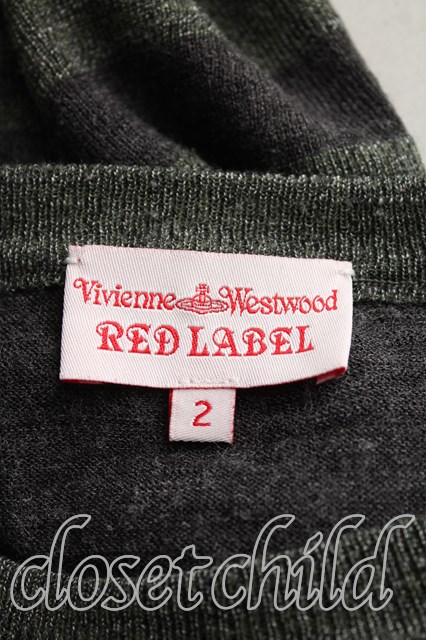 Vivienne Westwood
RED LABEL
2
closet child